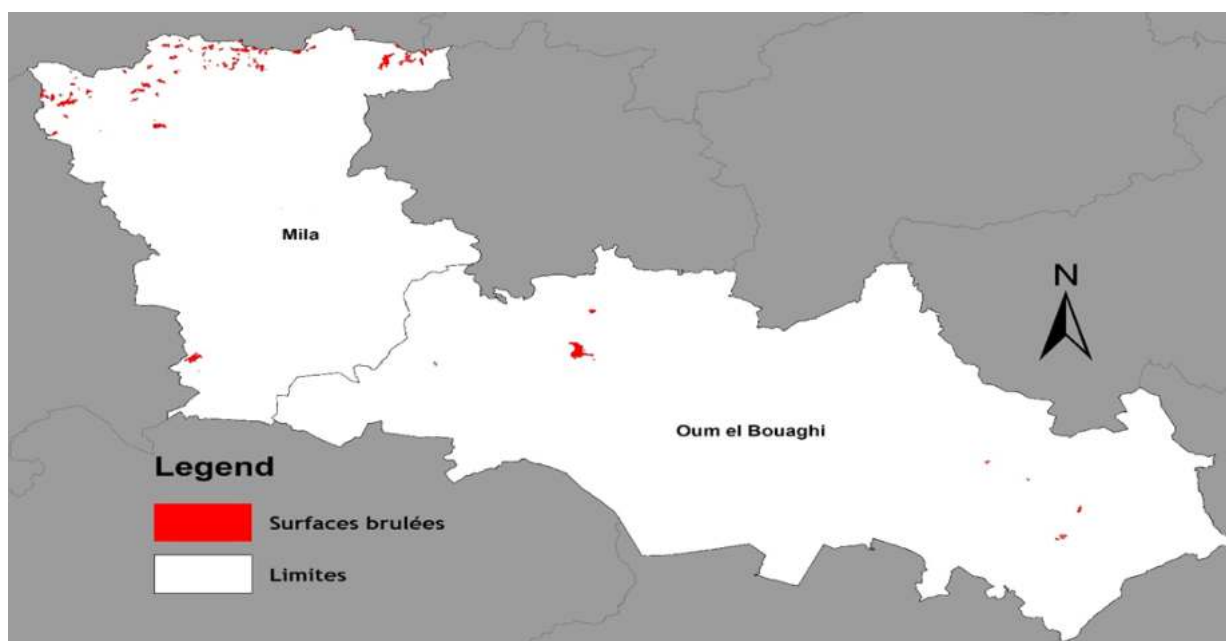 Mila
N
Oum el Bouaghi
Legend
Surfaces brulées
Limites